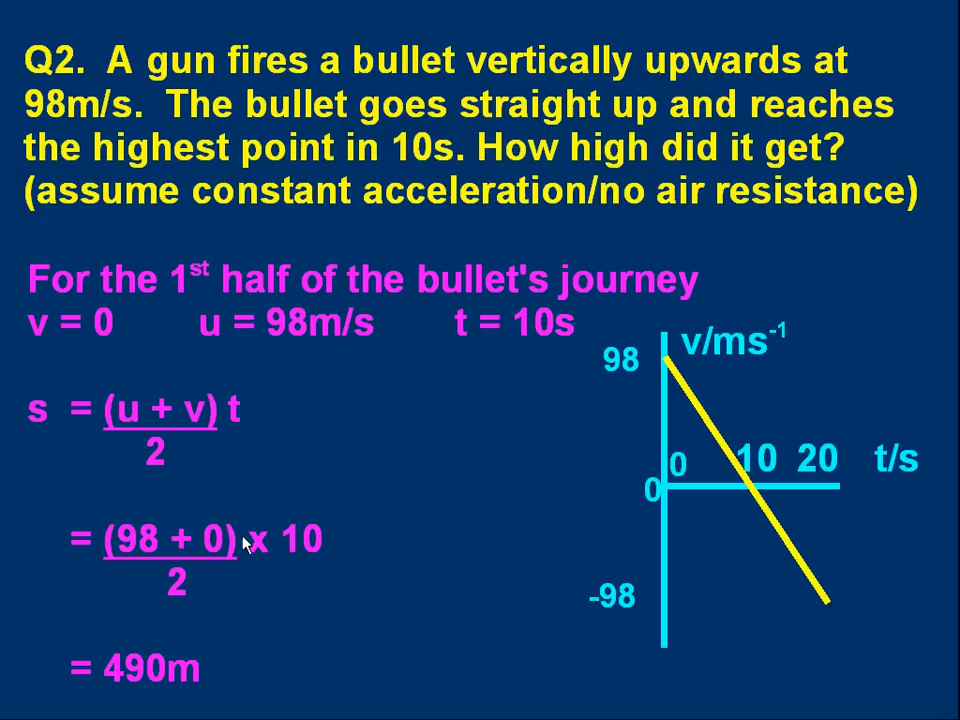 Q2.  A gun fires a bullet vertically upwards at
98m/s.  The bullet goes straight up and reaches
the highest point in 10s. How high did it get?
(assume constant acceleration/no air resistance)
For the 1st half of the bullet's journey
v = 0 u = 98m/s t = 10s
s = (u + v) t
2
= (98 + 0) x 10
2
= 490m
v/ms-1
98
0 10 20 t/s
0
-98